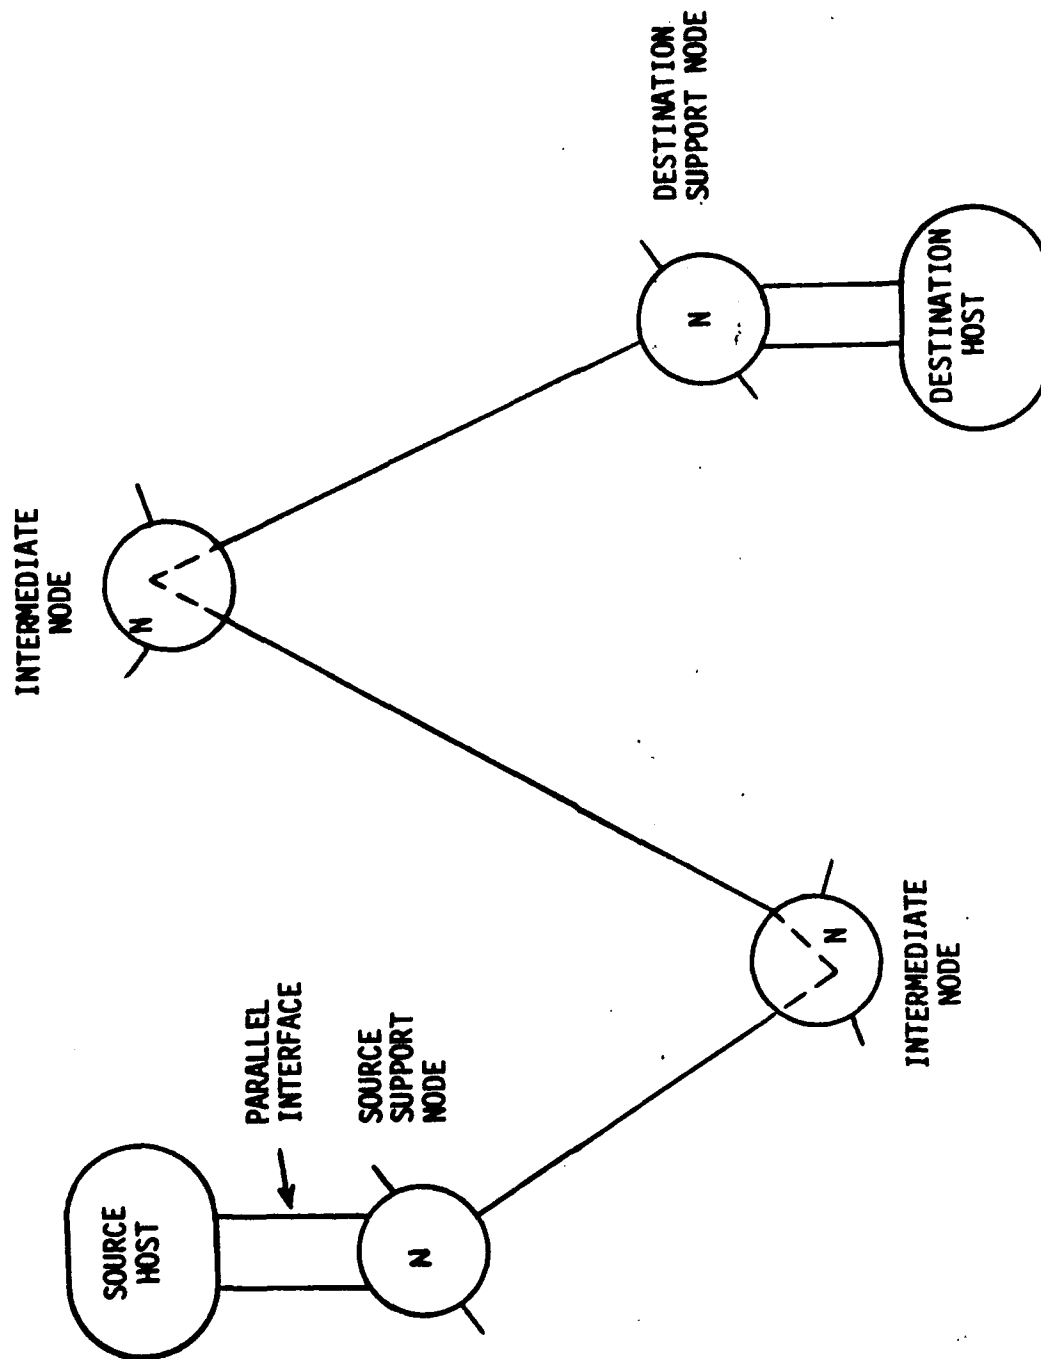 SOURCE
HOST
PARALLEL
INTERFACE
SOURCE
SUPPORT
NODE
N
INTERMEDIATE
NODE
N
INTERMEDIATE
NODE
N
DESTINATION
SUPPORT NODE
N
DESTINATION
HOST